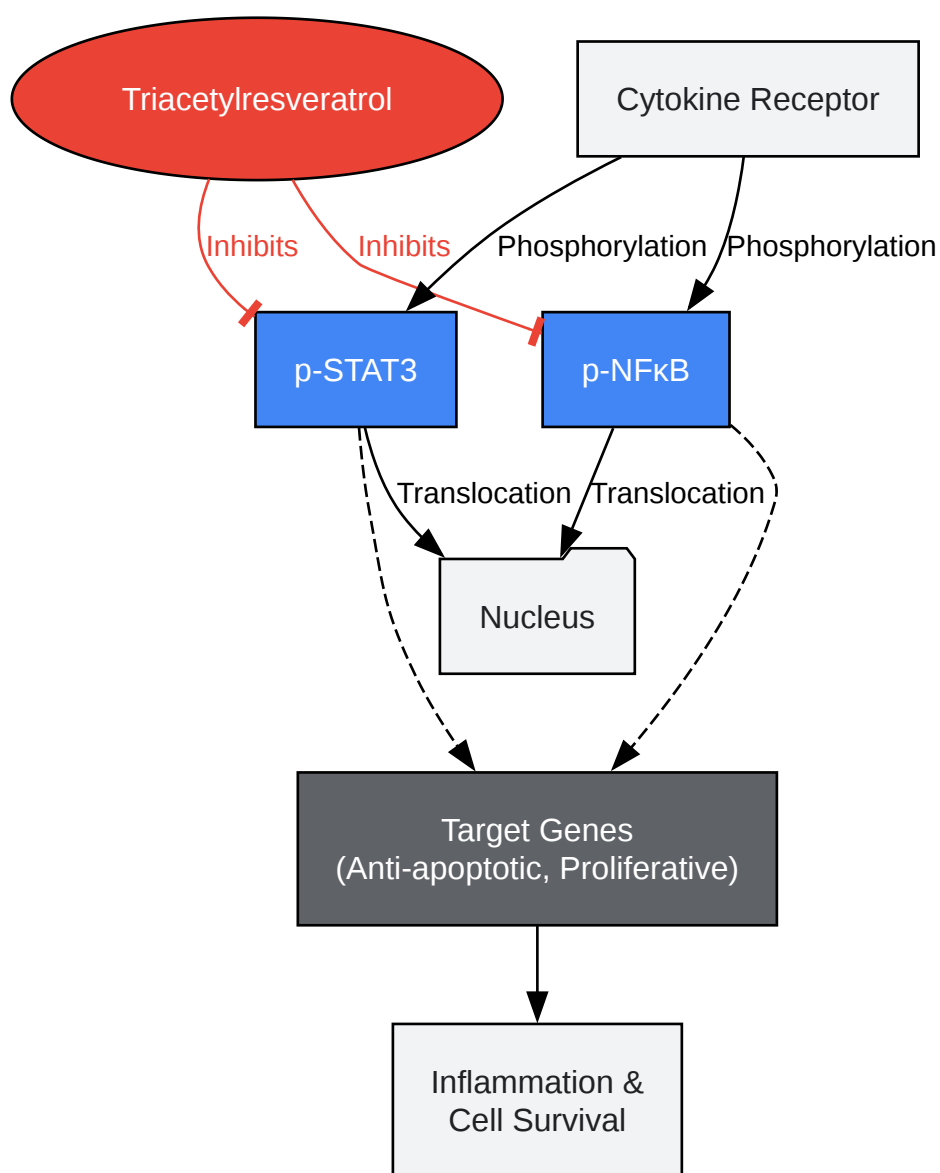 Triacetylresveratrol
Cytokine Receptor
Inhibits
Inhibits
Phosphorylation
Phosphorylation
p-STAT3
p-NFκB
Translocation
Translocation
Nucleus
Target Genes
(Anti-apoptotic, Proliferative)
Inflammation &
Cell Survival